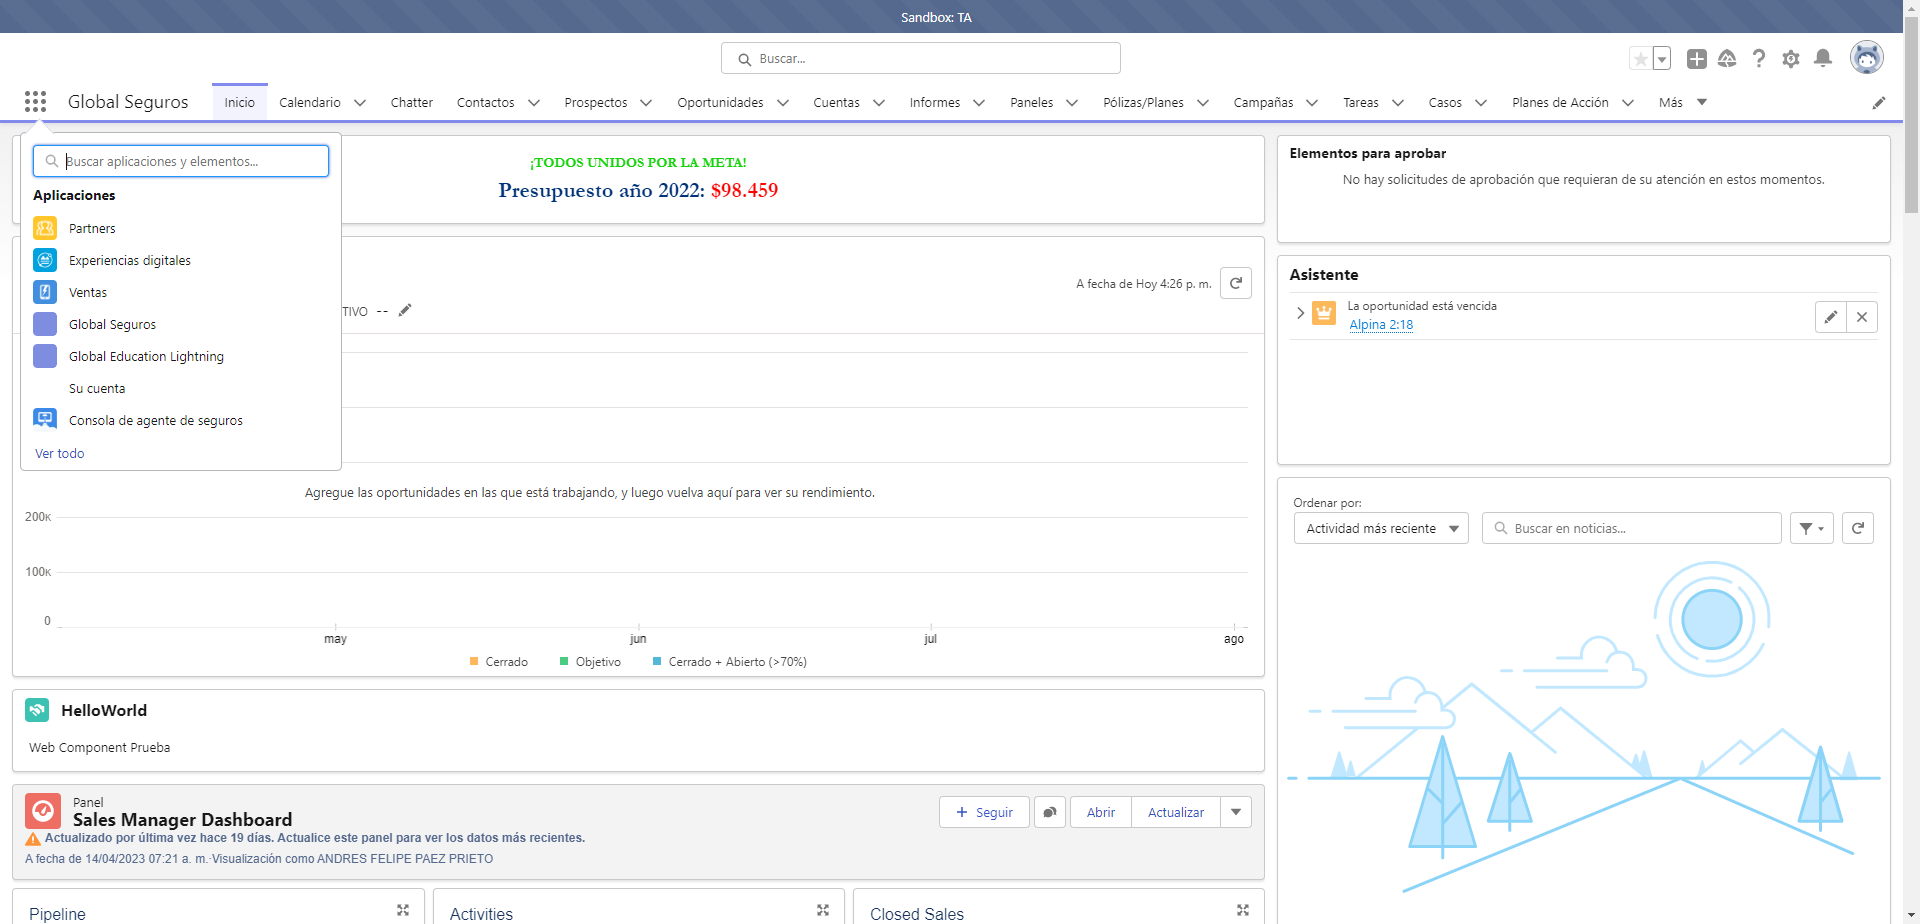 Sandbox: TA
Buscar...
Global Seguros
Inicio
Calendario
Chatter
Contactos
Prospectos
Oportunidades
Cuentas
Informes
Paneles
Pólizas/Planes
Campañas
Tareas
Casos
Planes de Acción
Más
Buscar aplicaciones y elementos...
Aplicaciones
Partners
Experiencias digitales
Ventas
Global Seguros
Global Education Lightning
Su cuenta
Consola de agente de seguros
Ver todo
¡TODOS UNIDOS POR LA META!
Presupuesto año 2022: $98.459
A fecha de Hoy 4:26 p. m.
TIVO --
Agregue las oportunidades en las que está trabajando, y luego vuelva aquí para ver su rendimiento.
200K
100K
0
may
jun
jul
ago
Cerrado
Objetivo
Cerrado + Abierto (>70%)
HelloWorld
Web Component Prueba
Panel
Sales Manager Dashboard
Actualizado por última vez hace 19 días. Actualice este panel para ver los datos más recientes.
A fecha de 14/04/2023 07:21 a. m.·Visualización como ANDRES FELIPE PAEZ PRIETO
Seguir
Abrir
Actualizar
Pipeline
Activities
Closed Sales
Elementos para aprobar
No hay solicitudes de aprobación que requieran de su atención en estos momentos.
Asistente
La oportunidad está vencida
Alpina 2:18
Ordenar por:
Actividad más reciente
Buscar en noticias...